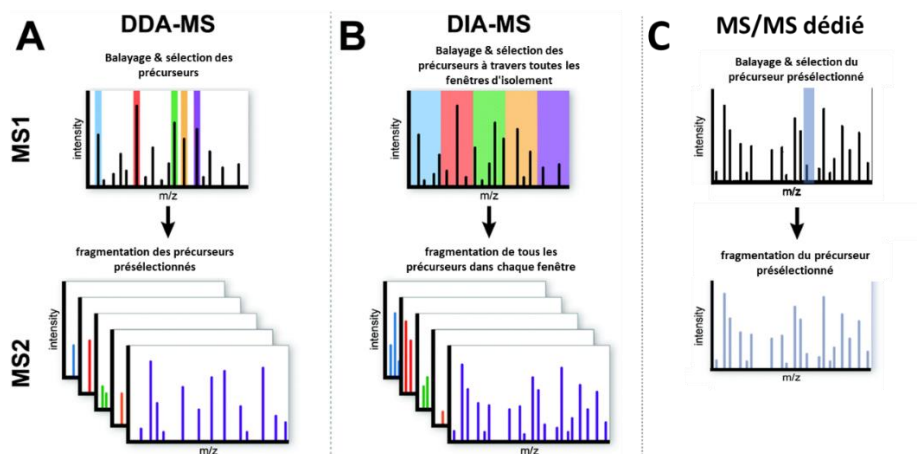 A
DDA-MS
Balayage & sélection des
précurseurs
MS1
intensity
m/z
fragmentation des précurseurs
présélectionnés
MS2
intensity
m/z
B
DIA-MS
Balayage & sélection des
précurseurs à travers toutes les
fenêtres d'isolement
intensity
m/z
fragmentation de tous les
précurseurs dans chaque fenêtre
intensity
m/z
C
MS/MS dédié
Balayage & sélection du
précurseur présélectionné
intensity
m/z
fragmentation du précurseur
présélectionné
intensity
m/z